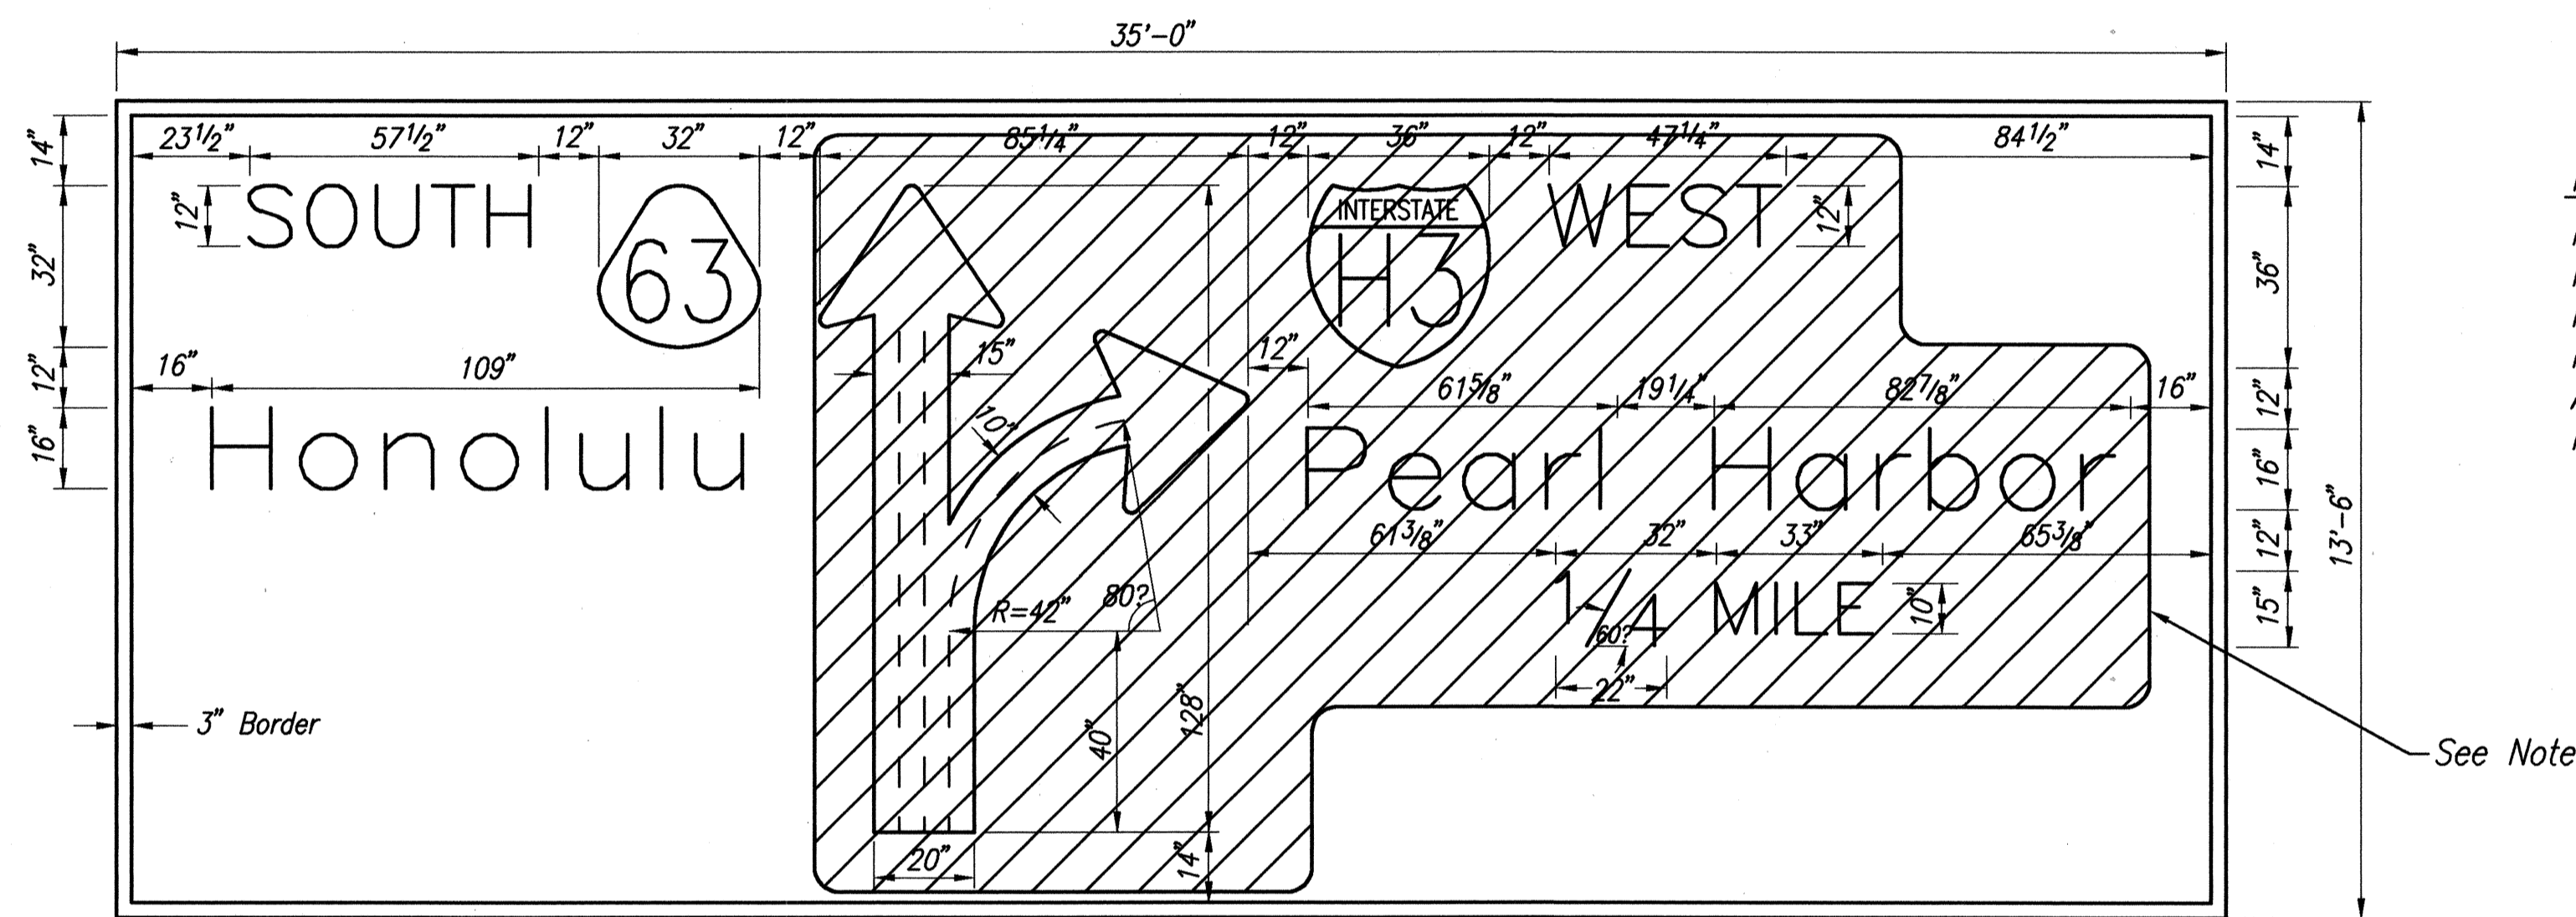 35'-0"
23 1/2" 57 1/2" 12" 32" 12" 85 1/4" 12" 36" 12" 47 1/4" 84 1/2"
14" 14"
12" SOUTH 63 INTERSTATE H3 WEST 12"
32" 36"
15" 12"
12" 16" 109" 61 5/8" 19 1/4" 82 7/8" 16" 12"
10"
16" Honolulu Pearl Harbor 16"
61 3/8" 32" 33" 65 3/8" 12" 13'-6"
R=42" 80? 1/4 MILE 10" 15"
60?
22"
3" Border 40" 128" See Note
20" 14"